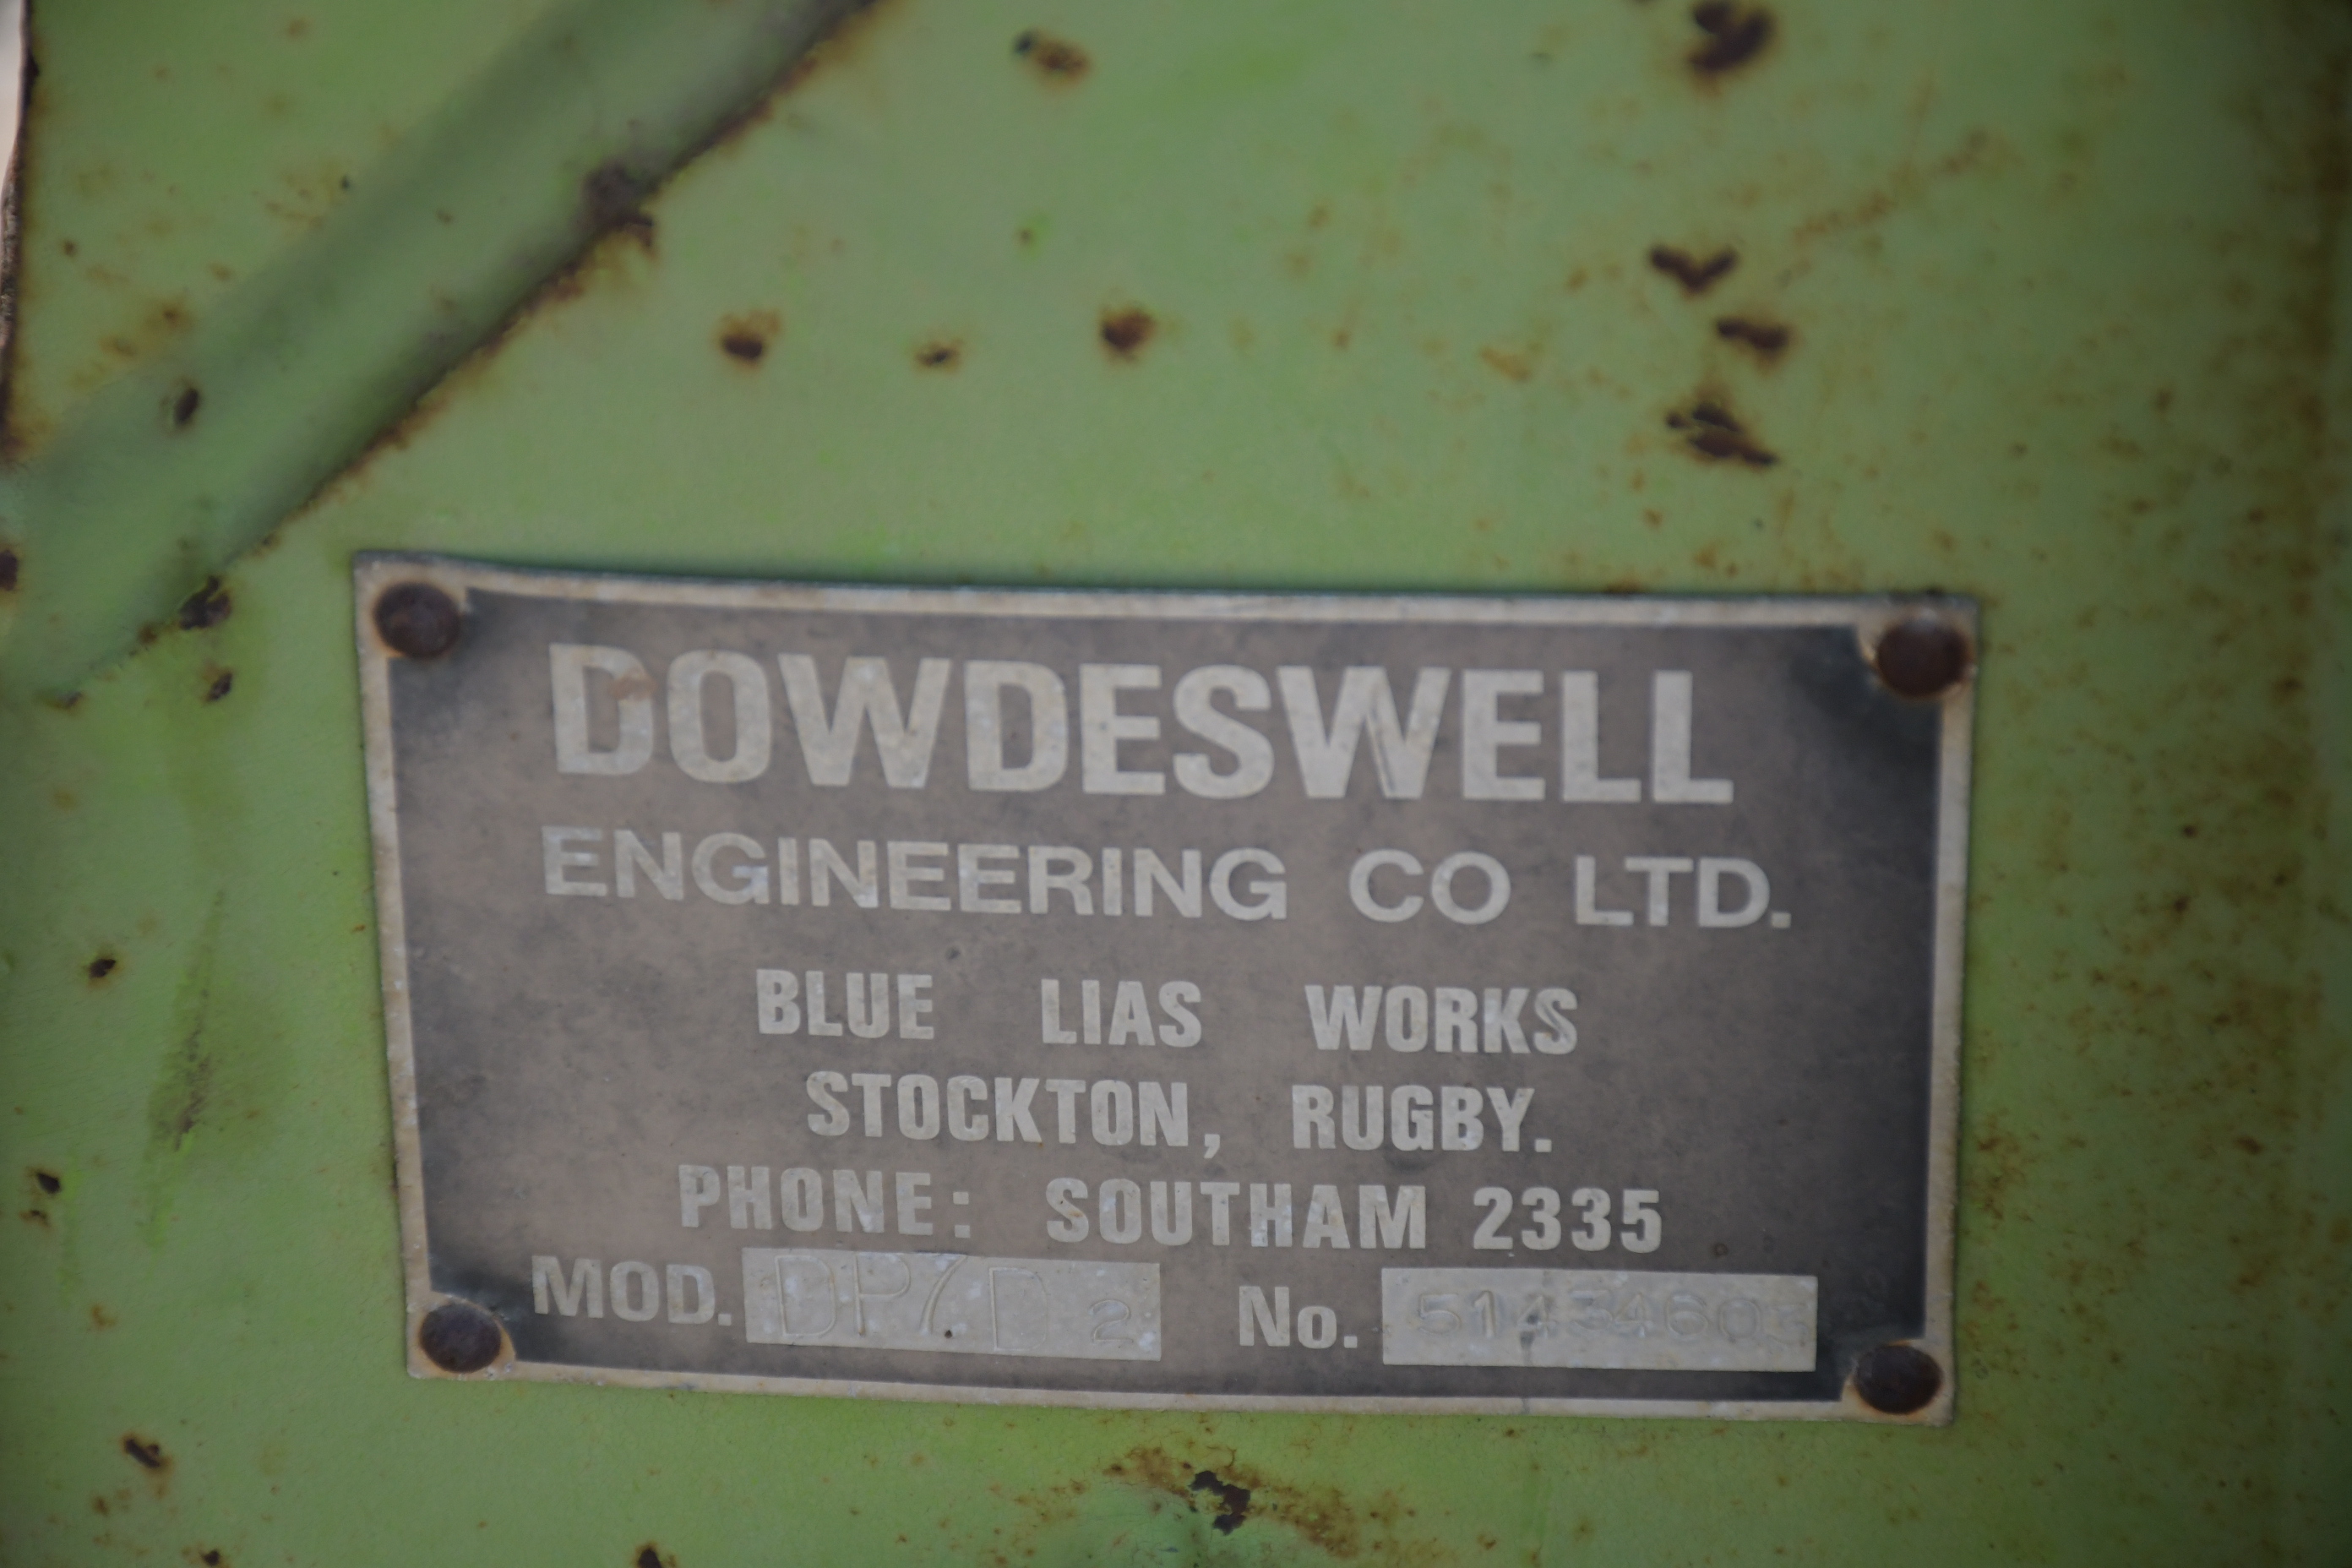 DOWDESWELL
ENGINEERING CO LTD.
BLUE LIAS WORKS
STOCKTON, RUGBY.
PHONE: SOUTHAM 2335
MOD. DP7D 2 No.